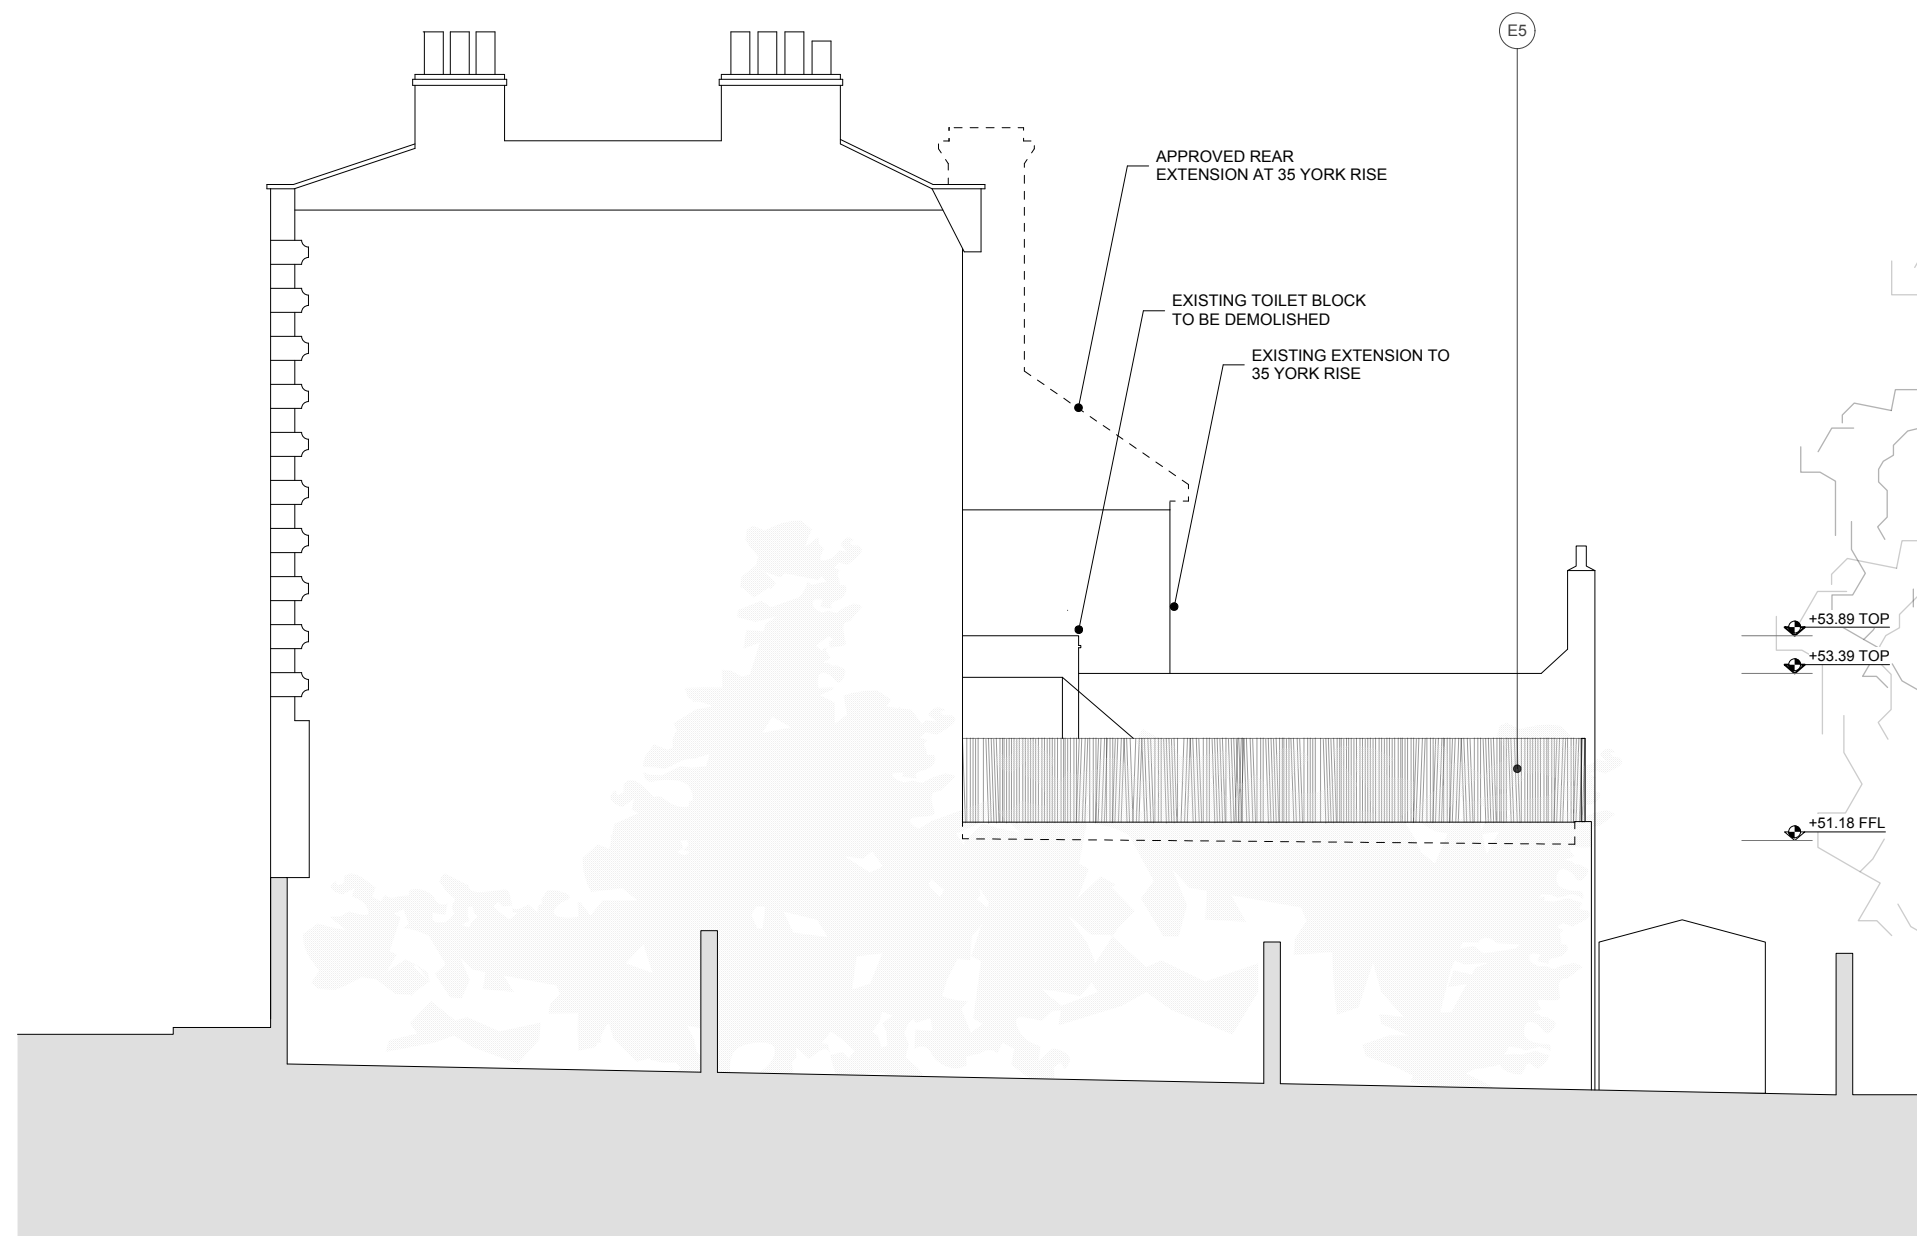 E5
APPROVED REAR
EXTENSION AT 35 YORK RISE
EXISTING TOILET BLOCK
TO BE DEMOLISHED
EXISTING EXTENSION TO
35 YORK RISE
+53.89 TOP
+53.39 TOP
+51.18 FFL